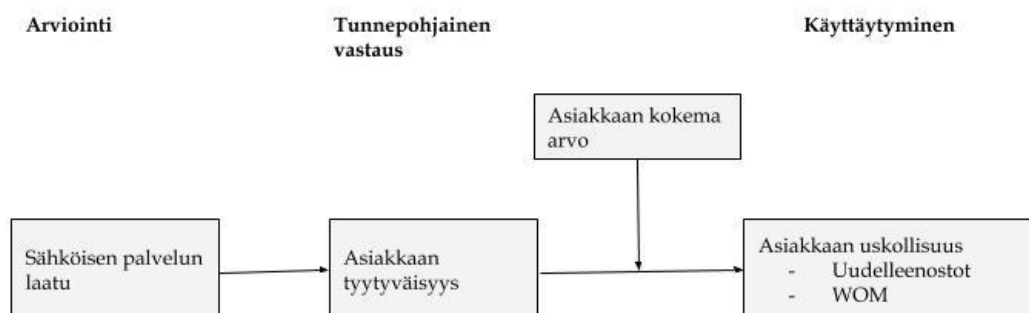 Arviointi
Tunnepohjainen
vastaus
Käyttäytyminen
Asiakkaan kokema
arvo
Sähköisen palvelun
laatu
Asiakkaan
tyytyväisyys
Asiakkaan uskollisuus
- Uudelleenostot
- WOM